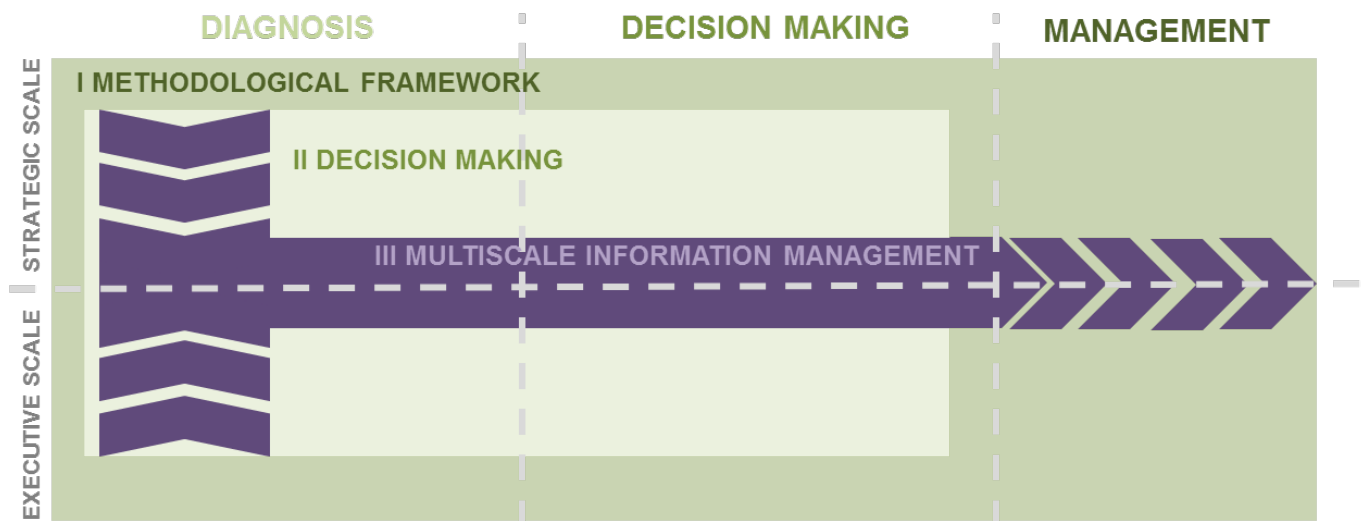 DIAGNOSIS
DECISION MAKING
MANAGEMENT
STRATEGIC SCALE
EXECUTIVE SCALE
I METHODOLOGICAL FRAMEWORK
II DECISION MAKING
III MULTISCALE INFORMATION MANAGEMENT